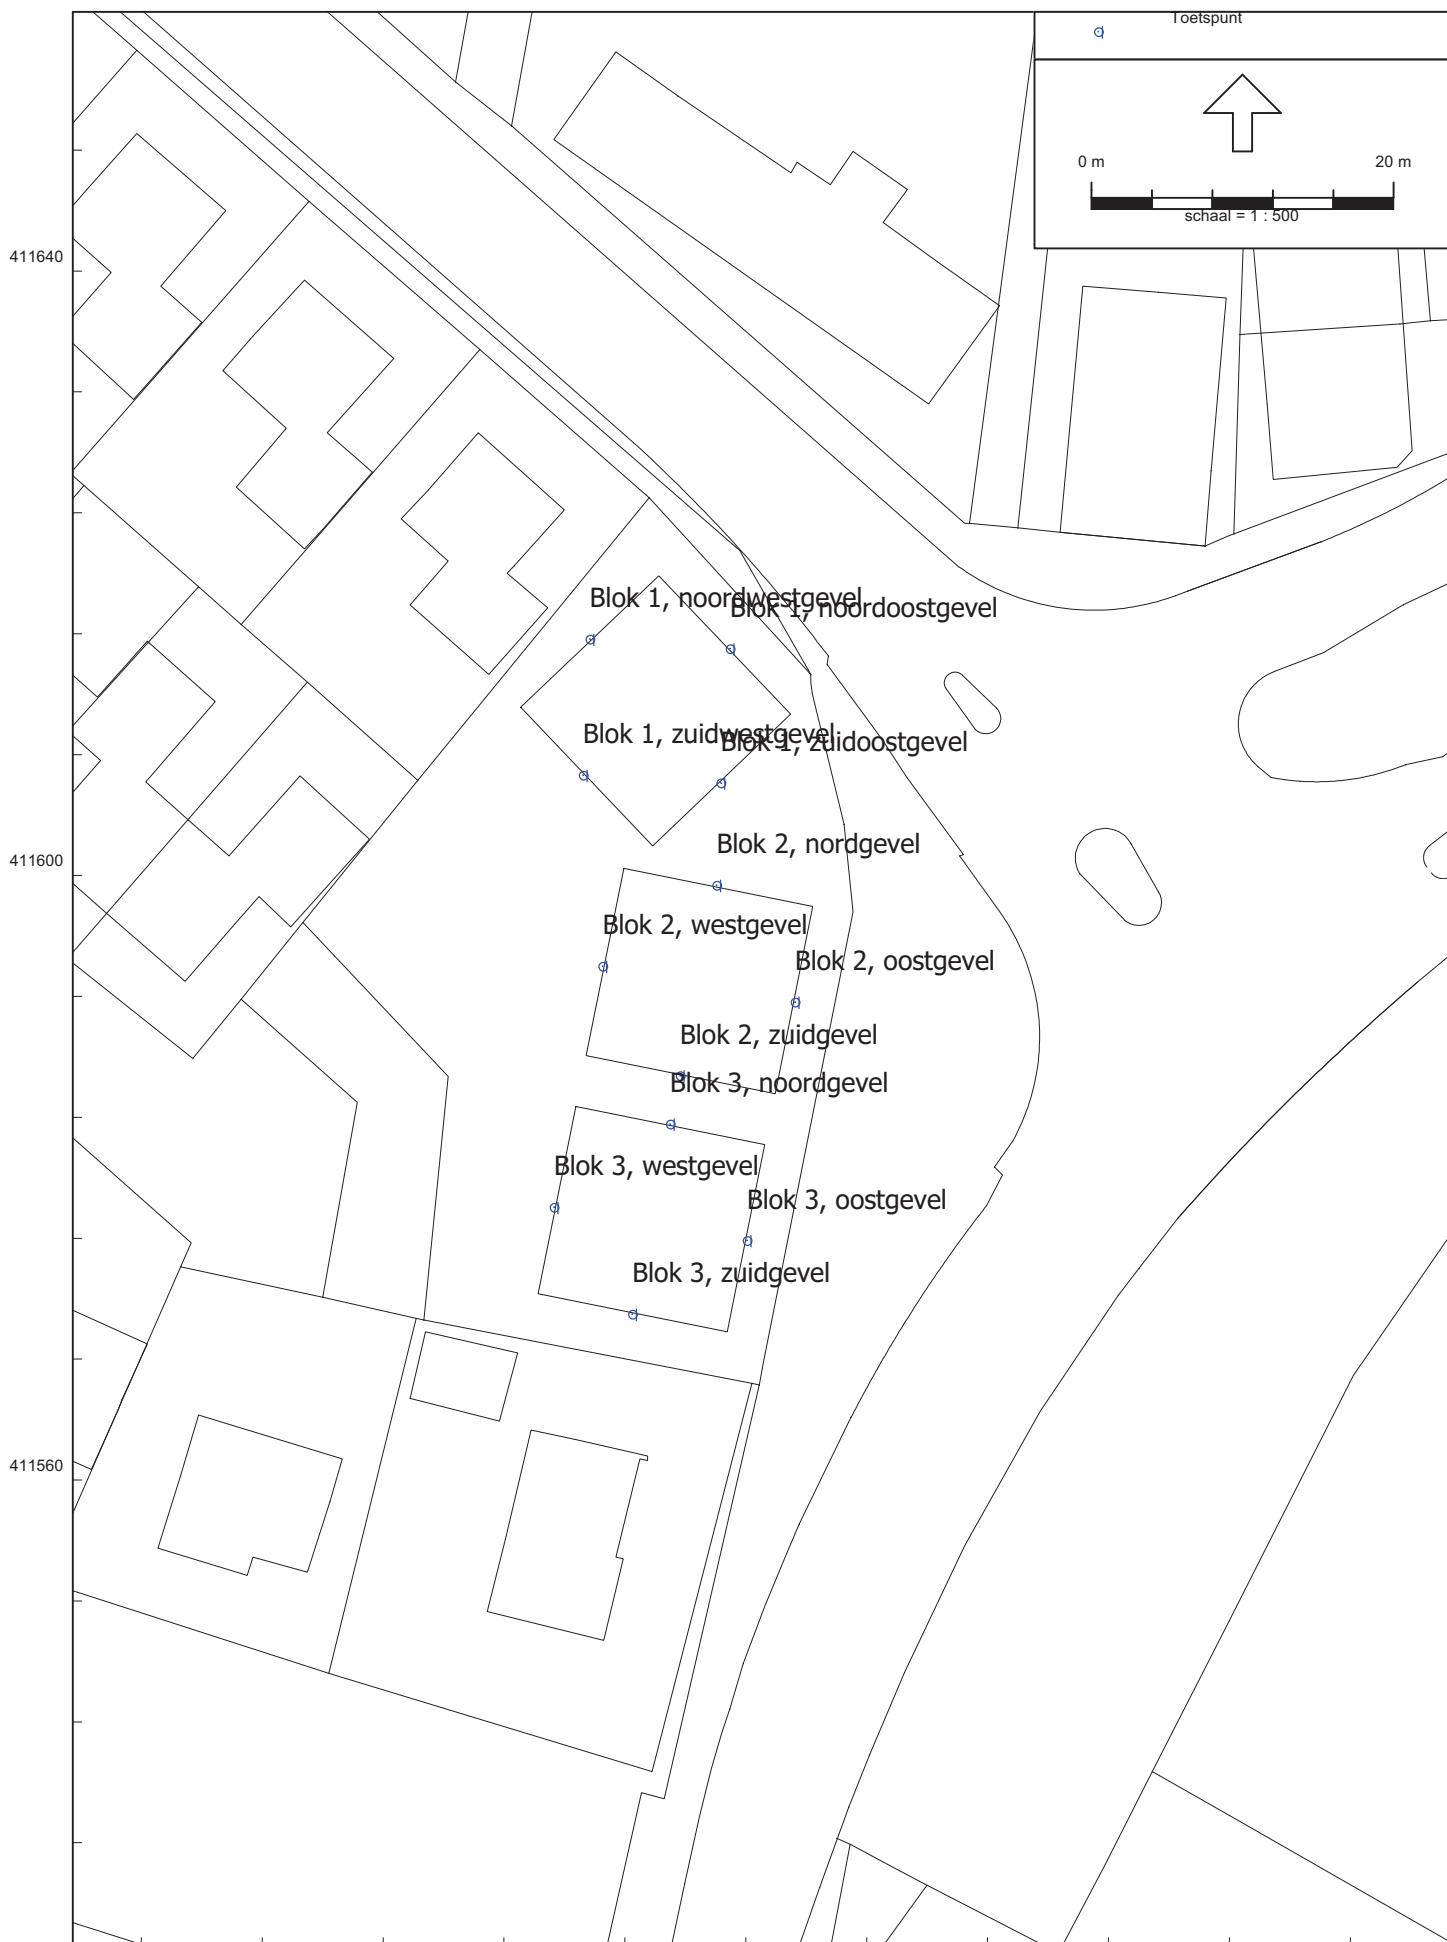 Toetspunt
0 m 20 m
schaal = 1 : 500
411640
Blok 1, noordwestgevel
Blok 1, noordoostgevel
Blok 1, zuidwestgevel
Blok 1, zuidoostgevel
Blok 2, nordgevel
411600
Blok 2, westgevel
Blok 2, oostgevel
Blok 2, zuidgevel
Blok 3, noordgevel
Blok 3, westgevel
Blok 3, oostgevel
Blok 3, zuidgevel
411560